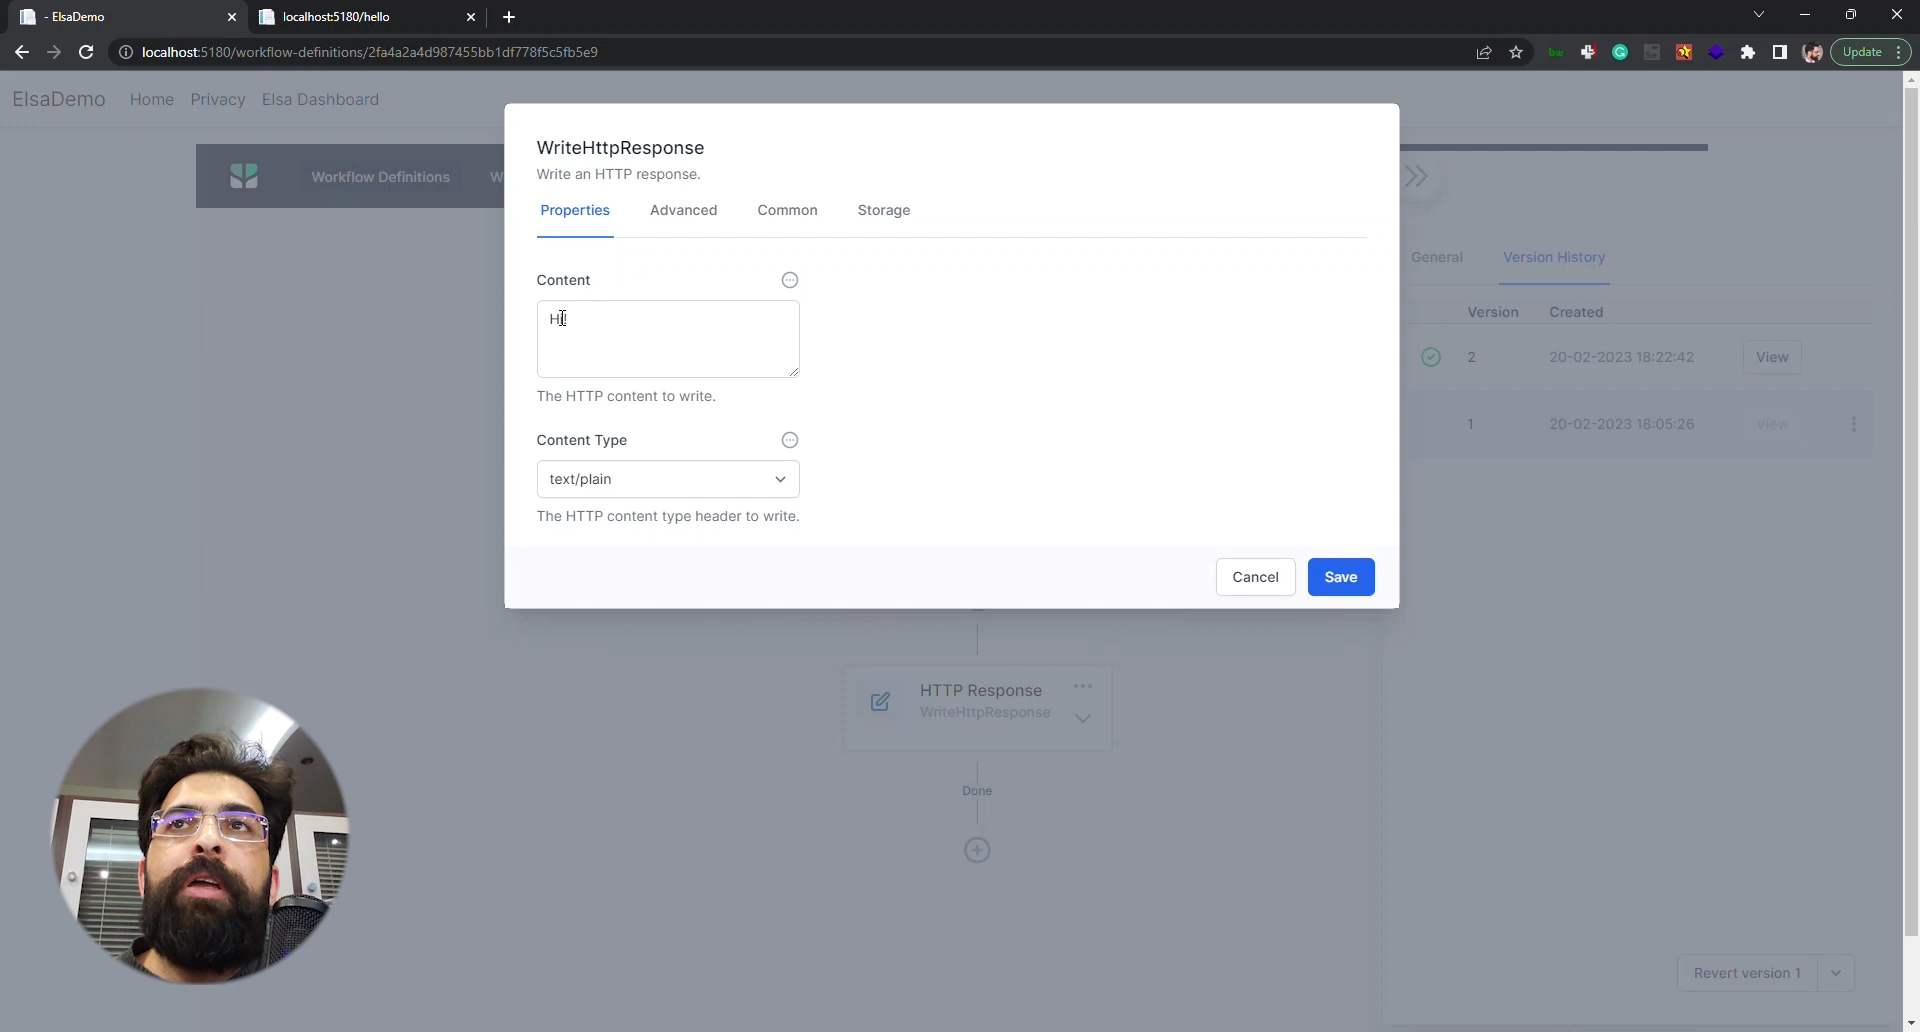 - ElsaDemo
localhost:5180/hello
localhost:5180/workflow-definitions/2fa4a2a4d987455bb1df778f5c5fb5e9
Update
ElsaDemo Home Privacy Elsa Dashboard
Workflow Definitions W
WriteHttpResponse
Write an HTTP response.
Properties Advanced Common Storage
Content
Hi!
The HTTP content to write.
Content Type
text/plain
The HTTP content type header to write.
Cancel Save
General Version History
Version Created
2 20-02-2023 18:22:42 View
1 20-02-2023 18:05:26 View
HTTP Response
WriteHttpResponse
Done
Revert version 1